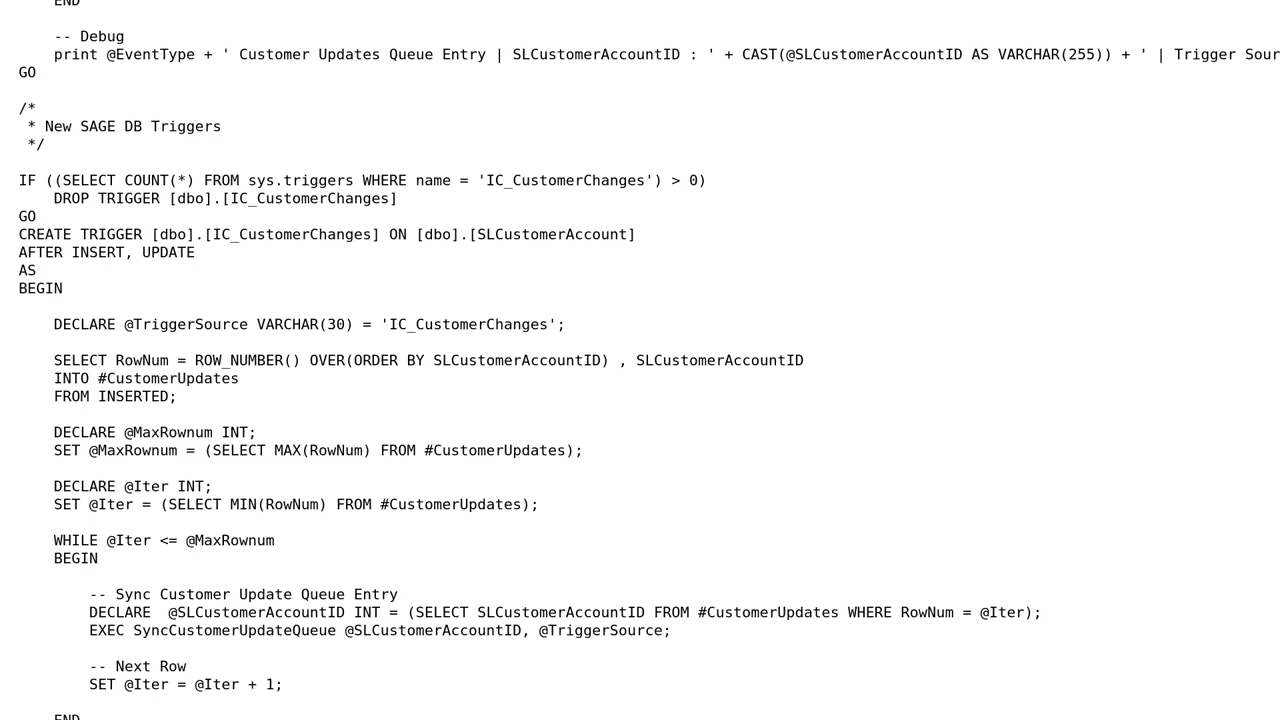 END
-- Debug
print @EventType + ' Customer Updates Queue Entry | SLCustomerAccountID : ' + CAST(@SLCustomerAccountID AS VARCHAR(255)) + ' | Trigger Sour
GO
/*
* New SAGE DB Triggers
*/
IF ((SELECT COUNT(*) FROM sys.triggers WHERE name = 'IC_CustomerChanges') > 0)
DROP TRIGGER [dbo].[IC_CustomerChanges]
GO
CREATE TRIGGER [dbo].[IC_CustomerChanges] ON [dbo].[SLCustomerAccount]
AFTER INSERT, UPDATE
AS
BEGIN
DECLARE @TriggerSource VARCHAR(30) = 'IC_CustomerChanges';
SELECT RowNum = ROW_NUMBER() OVER(ORDER BY SLCustomerAccountID) , SLCustomerAccountID
INTO #CustomerUpdates
FROM INSERTED;
DECLARE @MaxRownum INT;
SET @MaxRownum = (SELECT MAX(RowNum) FROM #CustomerUpdates);
DECLARE @Iter INT;
SET @Iter = (SELECT MIN(RowNum) FROM #CustomerUpdates);
WHILE @Iter <= @MaxRownum
BEGIN
-- Sync Customer Update Queue Entry
DECLARE  @SLCustomerAccountID INT = (SELECT SLCustomerAccountID FROM #CustomerUpdates WHERE RowNum = @Iter);
EXEC SyncCustomerUpdateQueue @SLCustomerAccountID, @TriggerSource;
-- Next Row
SET @Iter = @Iter + 1;
END